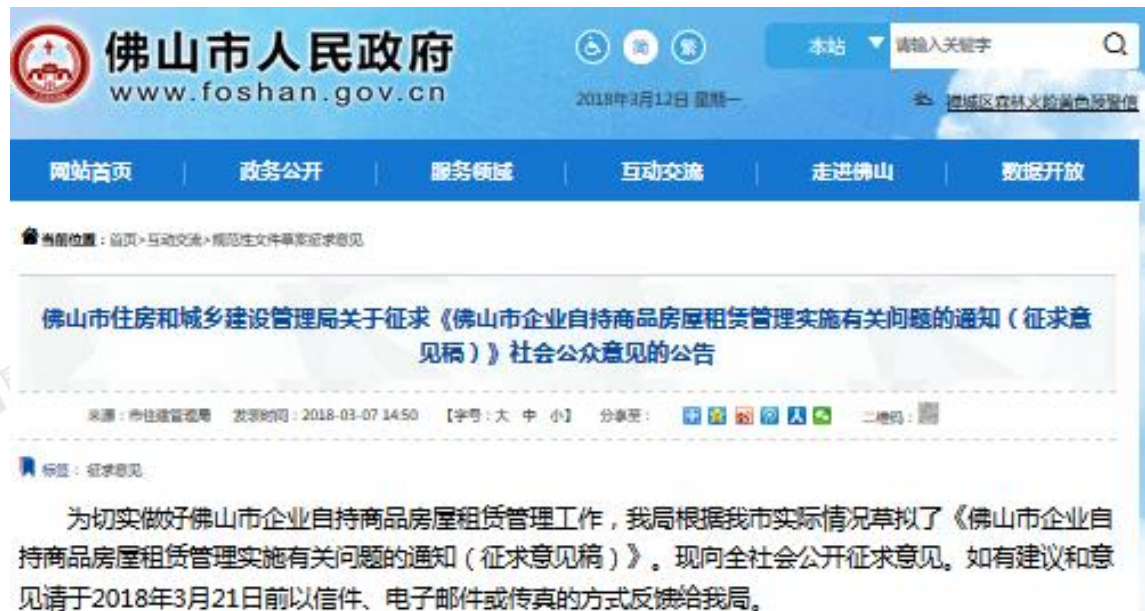 佛山市人民政府
www.foshan.gov.cn
简 繁
本站 请输入关键字
2018年3月12日 星期一
禅城区森林火险黄色预警信
网站首页 政务公开 服务领域 互动交流 走进佛山 数据开放
当前位置：首页>互动交流>规范性文件草案征求意见
佛山市住房和城乡建设管理局关于征求《佛山市企业自持商品房屋租赁管理实施有关问题的通知（征求意
见稿）》社会公众意见的公告
来源：市住建管理局 发表时间：2018-03-07 14:50 【字号：大 中 小】 分享至： 二维码：
标签： 征求意见
为切实做好佛山市企业自持商品房屋租赁管理工作，我局根据我市实际情况草拟了《佛山市企业自
持商品房屋租赁管理实施有关问题的通知（征求意见稿）》。现向全社会公开征求意见。如有建议和意
见请于2018年3月21日前以信件、电子邮件或传真的方式反馈给我局。